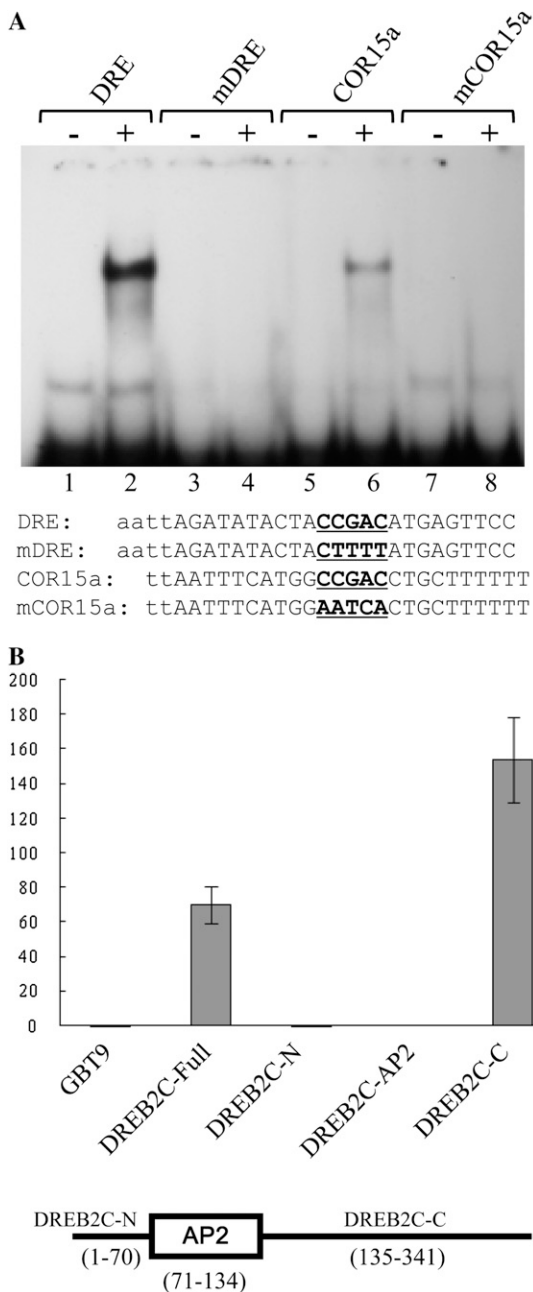 A
DRE mDRE COR15a mCOR15a
- + - + - + - +
1 2 3 4 5 6 7 8
DRE: aattAGATATACTACCGACATGAGTTCC
mDRE: aattAGATATACTACTTTTATGAGTTCC
COR15a: ttAATTTCATGGCCGACCTGCTTTTTT
mCOR15a: ttAATTTCATGGAATCACTGCTTTTTT
B
200
180
160
140
120
100
80
60
40
20
0
GBT9 DREB2C-Full DREB2C-N DREB2C-AP2 DREB2C-C
DREB2C-N AP2 DREB2C-C
(1-70) (135-341)
(71-134)